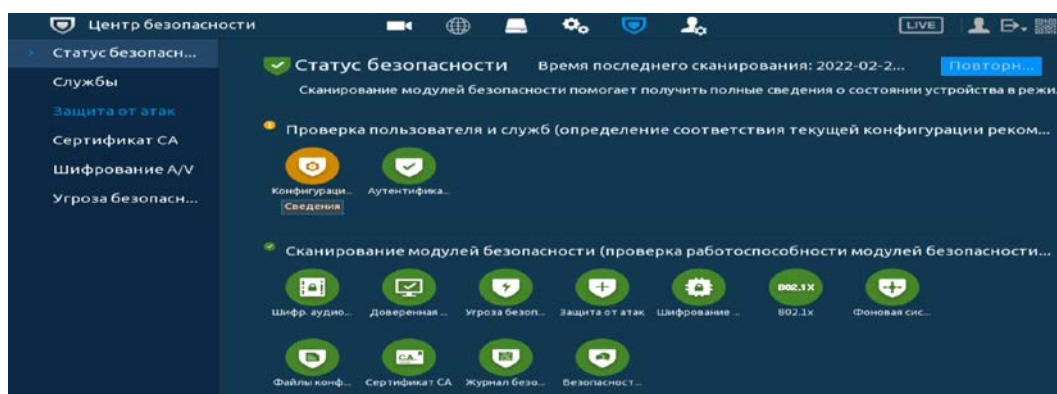 Центр безопасности
LIVE
Статус безопасн...
Службы
Защита от атак
Сертификат СА
Шифрование A/V
Угроза безопасн...
Статус безопасности
Время последнего сканирования: 2022-02-2...
Повторн...
Сканирование модулей безопасности помогает получить полные сведения о состоянии устройства в режи
Проверка пользователя и служб (определение соответствия текущей конфигурации реком...
Конфигураци... Аутентифика...
Сведения
Сканирование модулей безопасности (проверка работоспособности модулей безопасности...
802.1X
Шифр. аудио... Доверенная ... Угроза безоп... Защита от атак Шифрование ... 802.1x Фоновая сис...
CA
Файлы конф... Сертификат СА Журнал безо... Безопасност...